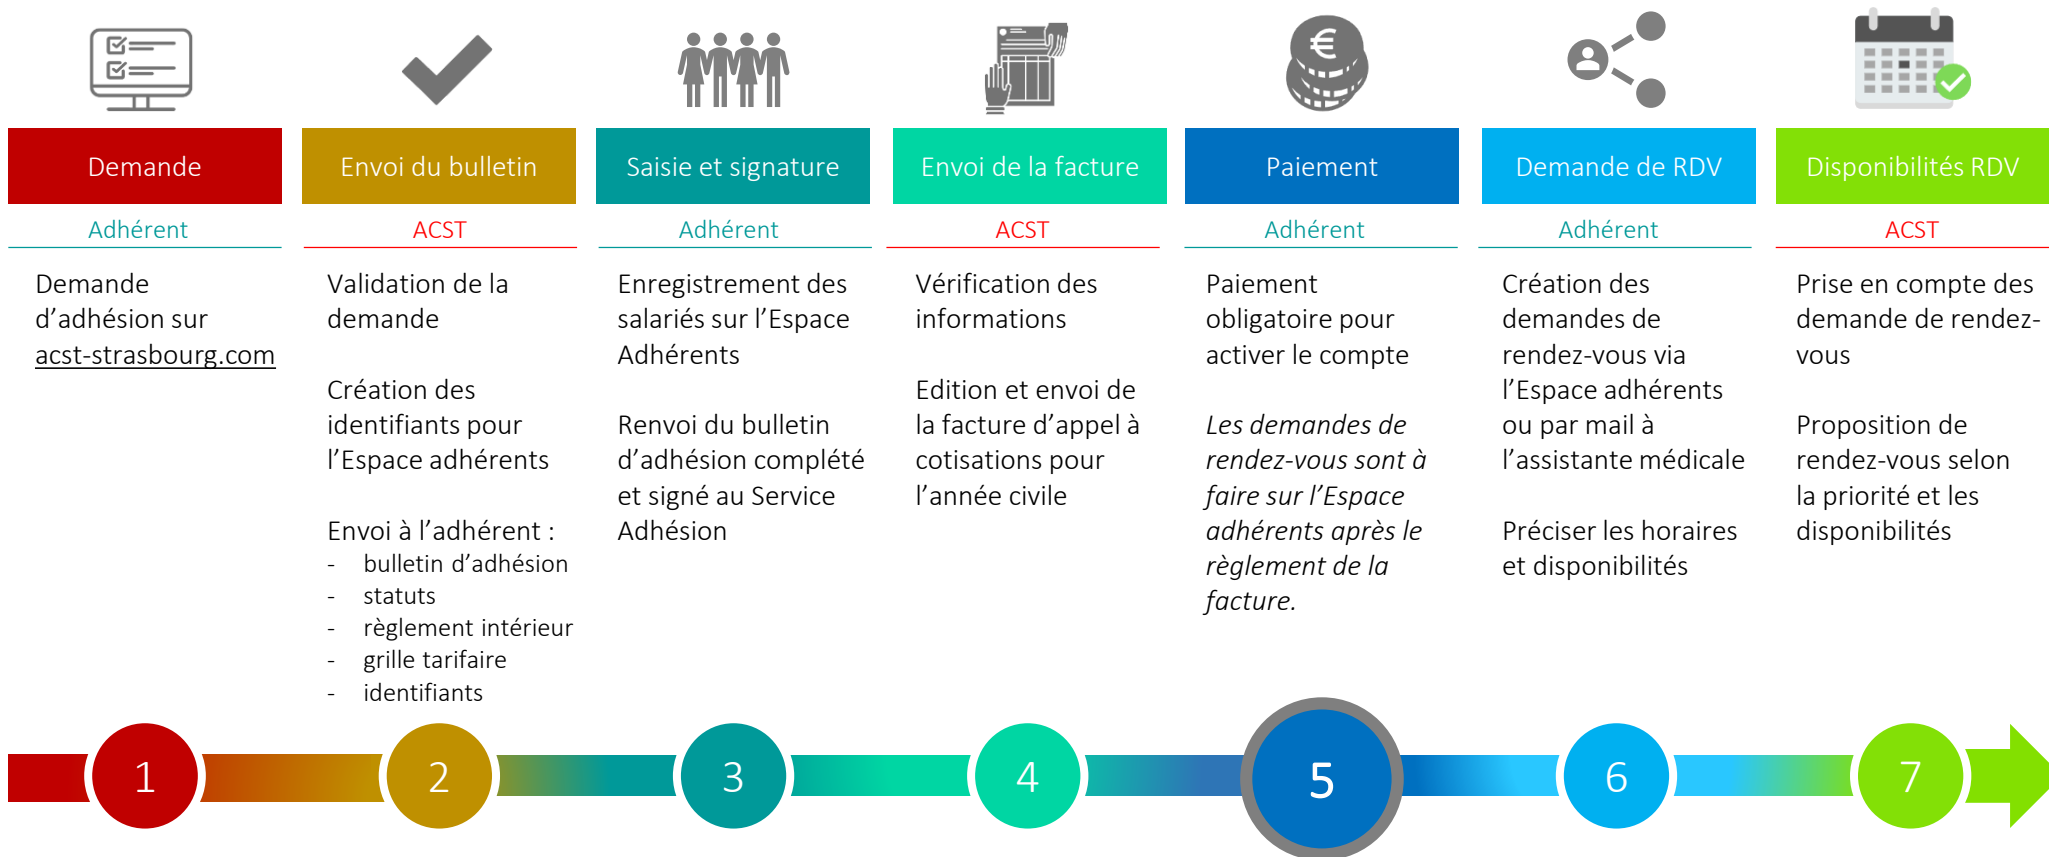 Demande
Adhérent
Demande
d’adhésion sur
acst-strasbourg.com
Envoi du bulletin
ACST
Validation de la
demande
Création des
identifiants pour
l’Espace adhérents
Envoi à l’adhérent :
- bulletin d’adhésion
- statuts
- règlement intérieur
- grille tarifaire
- identifiants
Saisie et signature
Adhérent
Enregistrement des
salariés sur l’Espace
Adhérents
Renvoi du bulletin
d’adhésion complété
et signé au Service
Adhésion
Envoi de la facture
ACST
Vérification des
informations
Edition et envoi de
la facture d’appel à
cotisations pour
l’année civile
€
Paiement
Adhérent
Paiement
obligatoire pour
activer le compte
Les demandes de
rendez-vous sont à
faire sur l’Espace
adhérents après le
règlement de la
facture.
Demande de RDV
Adhérent
Création des
demandes de
rendez-vous via
l’Espace adhérents
ou par mail à
l’assistante médicale
Préciser les horaires
et disponibilités
Disponibilités RDV
ACST
Prise en compte des
demande de rendez-
vous
Proposition de
rendez-vous selon
la priorité et les
disponibilités
1
2
3
4
5
6
7